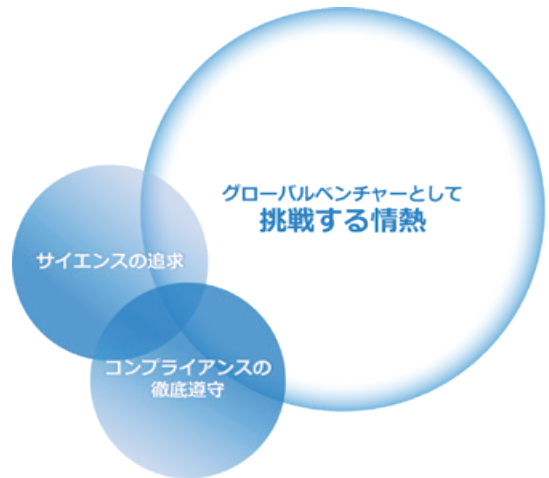 グローバルベンチャーとして
挑戦する情熱
サイエンスの追求
コンプライアンスの
徹底遵守